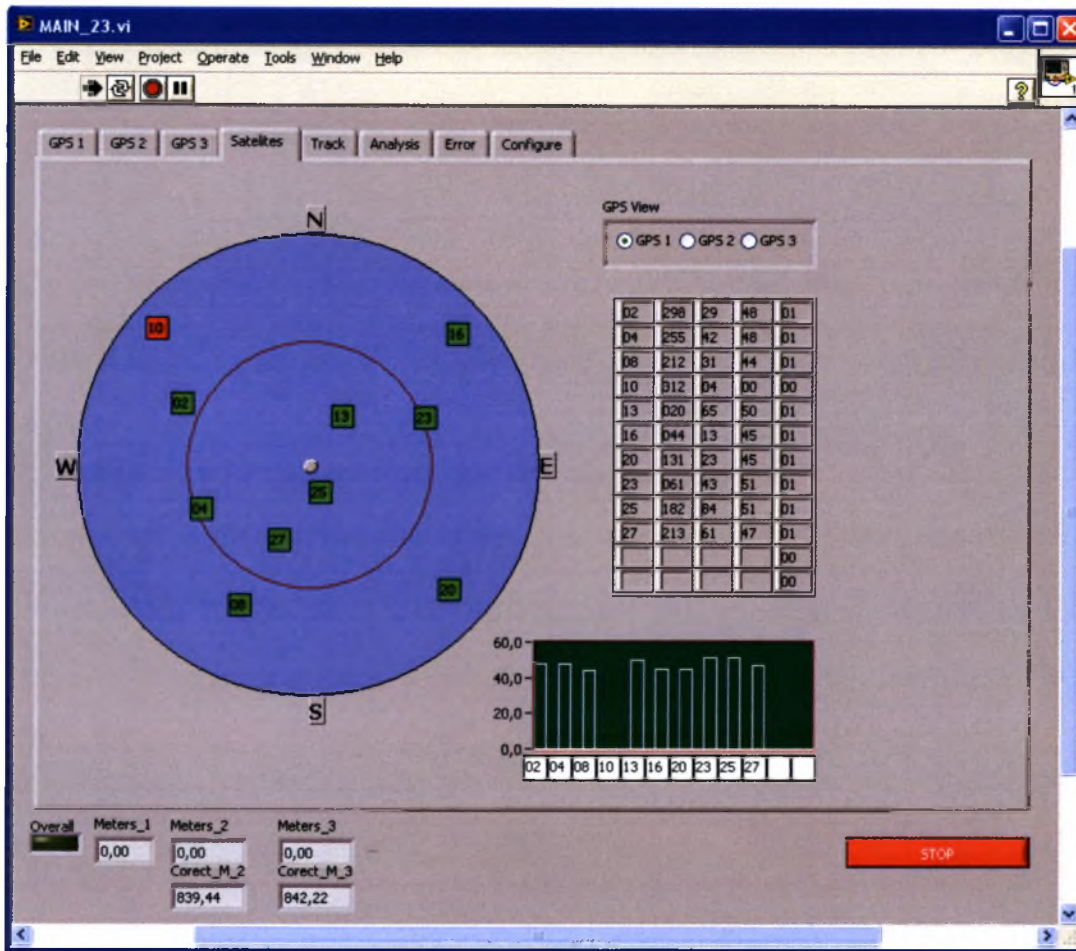 MAIN_23.vi
File Edit View Project Operate Tools Window Help
?
GPS 1 GPS 2 GPS 3 Satelites Track Analysis Error Configure
N
GPS View
GPS 1 GPS 2 GPS 3
02 298 29 48 01
04 255 42 48 01
08 212 31 44 01
10 312 04 00 00
13 020 65 50 01
16 044 13 45 01
20 131 23 45 01
23 061 43 51 01
25 182 84 51 01
27 213 61 47 01
00
00
10 16
02 13 23
W E
25
04
27
08 20
S
60,0
40,0
20,0
0,0
02 04 08 10 13 16 20 23 25 27
Overall Meters_1 Meters_2 Meters_3
0,00 0,00 0,00
Corect_M_2 Corect_M_3
839,44 842,22
STOP